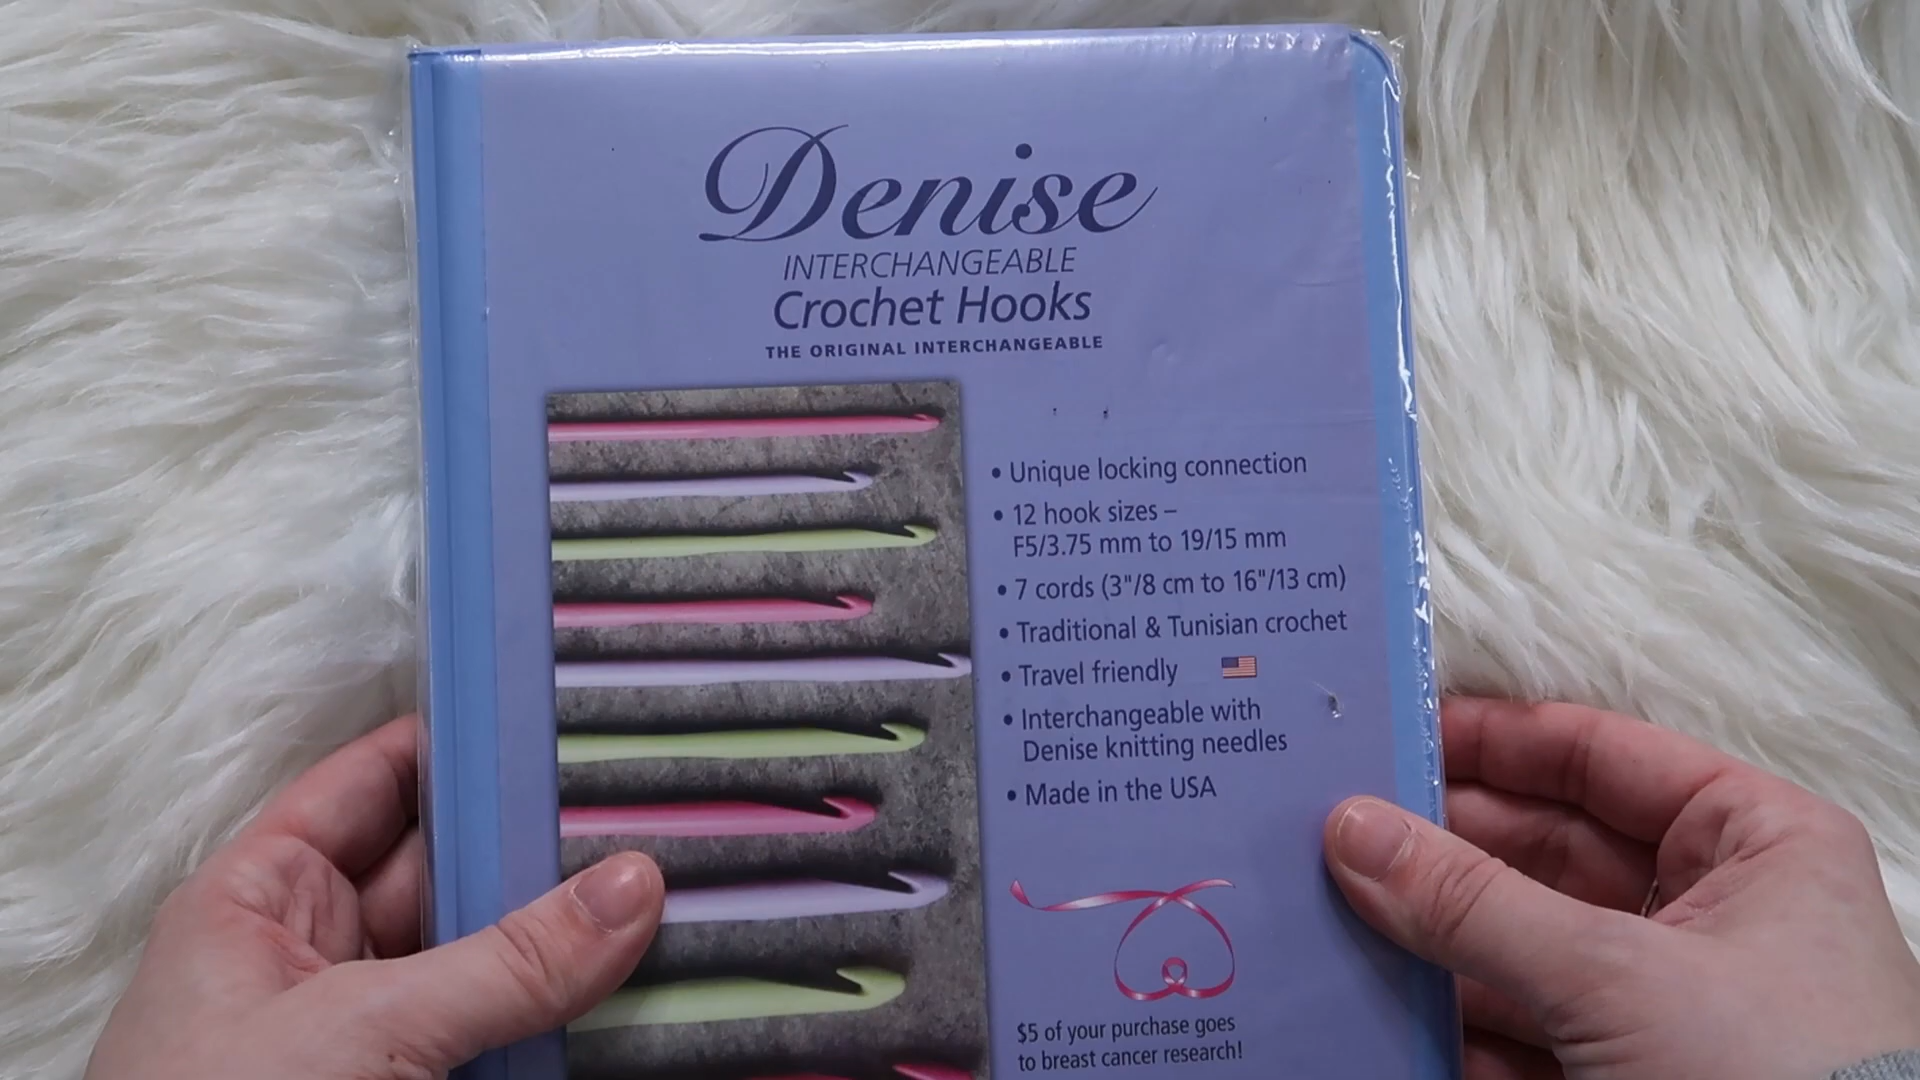 Denise
INTERCHANGEABLE
Crochet Hooks
THE ORIGINAL INTERCHANGEABLE
• Unique locking connection
• 12 hook sizes –
F5/3.75 mm to 19/15 mm
• 7 cords (3"/8 cm to 16"/13 cm)
• Traditional & Tunisian crochet
• Travel friendly
• Interchangeable with
Denise knitting needles
• Made in the USA
$5 of your purchase goes
to breast cancer research!